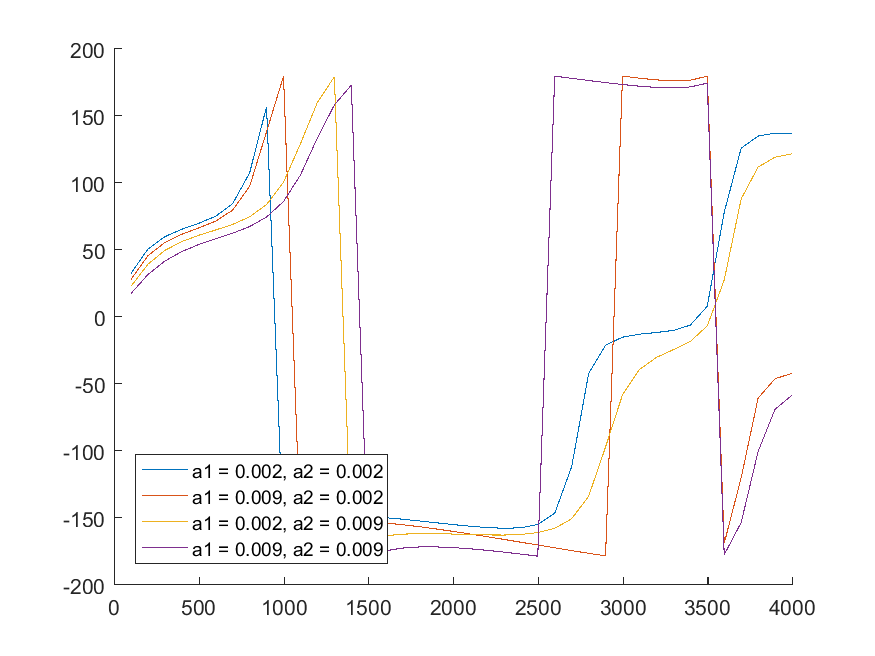 200
150
100
50
0
-50
-100
-150
-200
a1 = 0.002, a2 = 0.002
a1 = 0.009, a2 = 0.002
a1 = 0.002, a2 = 0.009
a1 = 0.009, a2 = 0.009
0 500 1000 1500 2000 2500 3000 3500 4000